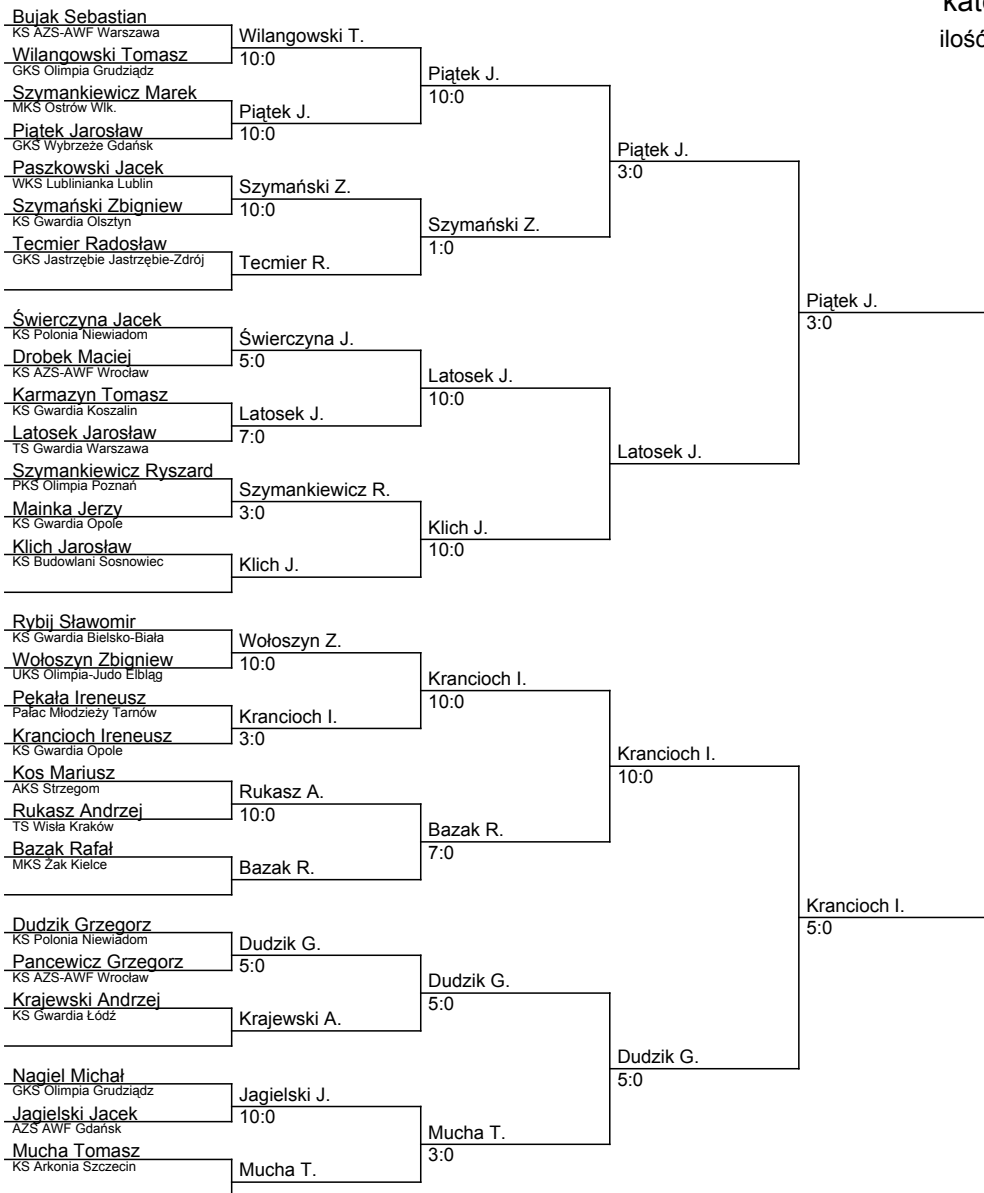 kat
ilość
Bujak Sebastian
KS AZS-AWF Warszawa
Wilangowski Tomasz
GKS Olimpia Grudziądz
Szymankiewicz Marek
MKS Ostrów Wlk.
Piątek Jarosław
GKS Wybrzeże Gdańsk
Paszkowski Jacek
WKS Lublinianka Lublin
Szymański Zbigniew
KS Gwardia Olsztyn
Tecmier Radosław
GKS Jastrzębie Jastrzębie-Zdrój
Świerczyna Jacek
KS Polonia Niewiadom
Drobek Maciej
KS AZS-AWF Wrocław
Karmazyn Tomasz
KS Gwardia Koszalin
Latosek Jarosław
TS Gwardia Warszawa
Szymankiewicz Ryszard
PKS Olimpia Poznań
Mainka Jerzy
KS Gwardia Opole
Klich Jarosław
KS Budowlani Sosnowiec
Rybij Sławomir
KS Gwardia Bielsko-Biała
Wołoszyn Zbigniew
UKS Olimpia-Judo Elbląg
Pękała Ireneusz
Pałac Młodzieży Tarnów
Krancioch Ireneusz
KS Gwardia Opole
Kos Mariusz
AKS Strzegom
Rukasz Andrzej
TS Wisła Kraków
Bazak Rafał
MKS Żak Kielce
Dudzik Grzegorz
KS Polonia Niewiadom
Pancewicz Grzegorz
KS AZS-AWF Wrocław
Krajewski Andrzej
KS Gwardia Łódź
Nagiel Michał
GKS Olimpia Grudziądz
Jagielski Jacek
AZS AWF Gdańsk
Mucha Tomasz
KS Arkonia Szczecin
Wilangowski T.
10:0
Piątek J.
10:0
Szymański Z.
10:0
Tecmier R.
Świerczyna J.
5:0
Latosek J.
7:0
Szymankiewicz R.
3:0
Klich J.
Wołoszyn Z.
10:0
Krancioch I.
3:0
Rukasz A.
10:0
Bazak R.
Dudzik G.
5:0
Krajewski A.
Jagielski J.
10:0
Mucha T.
Piątek J.
10:0
Szymański Z.
1:0
Latosek J.
10:0
Klich J.
10:0
Krancioch I.
10:0
Bazak R.
7:0
Dudzik G.
5:0
Mucha T.
3:0
Piątek J.
3:0
Latosek J.
Krancioch I.
10:0
Dudzik G.
5:0
Piątek J.
3:0
Krancioch I.
5:0